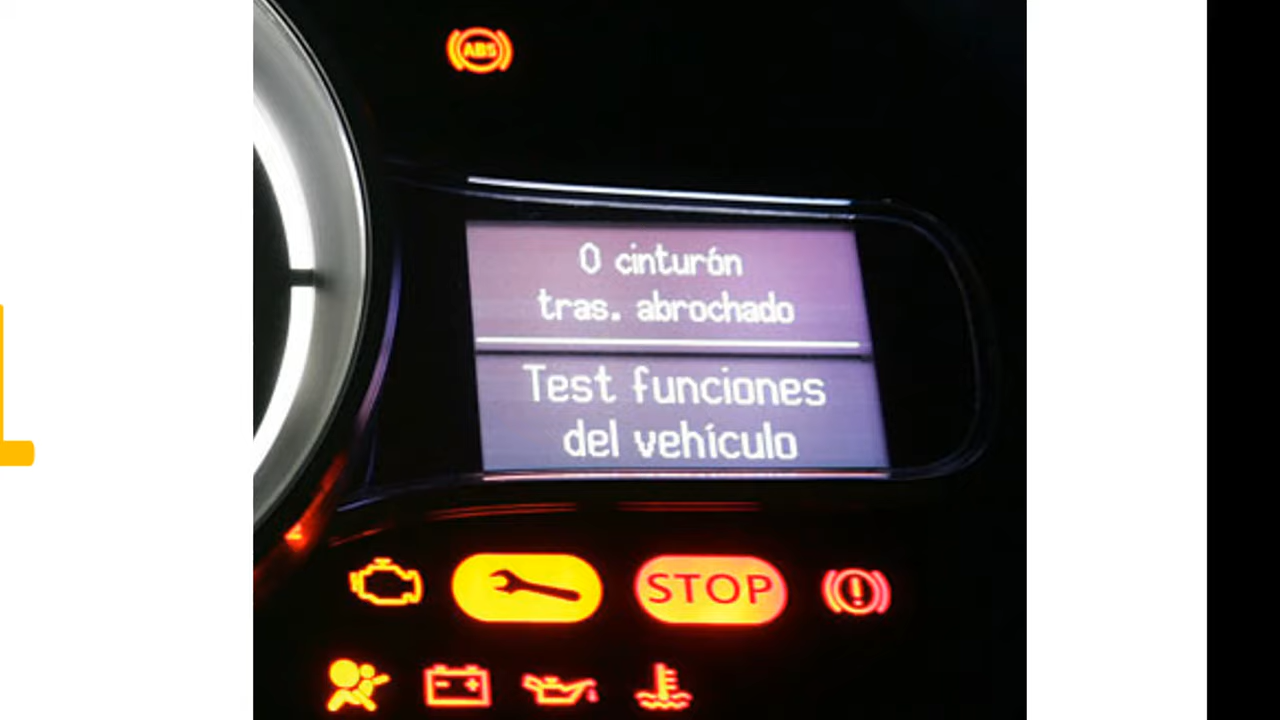 ABS
0 cinturón
tras. abrochado
Test funciones
del vehículo
STOP